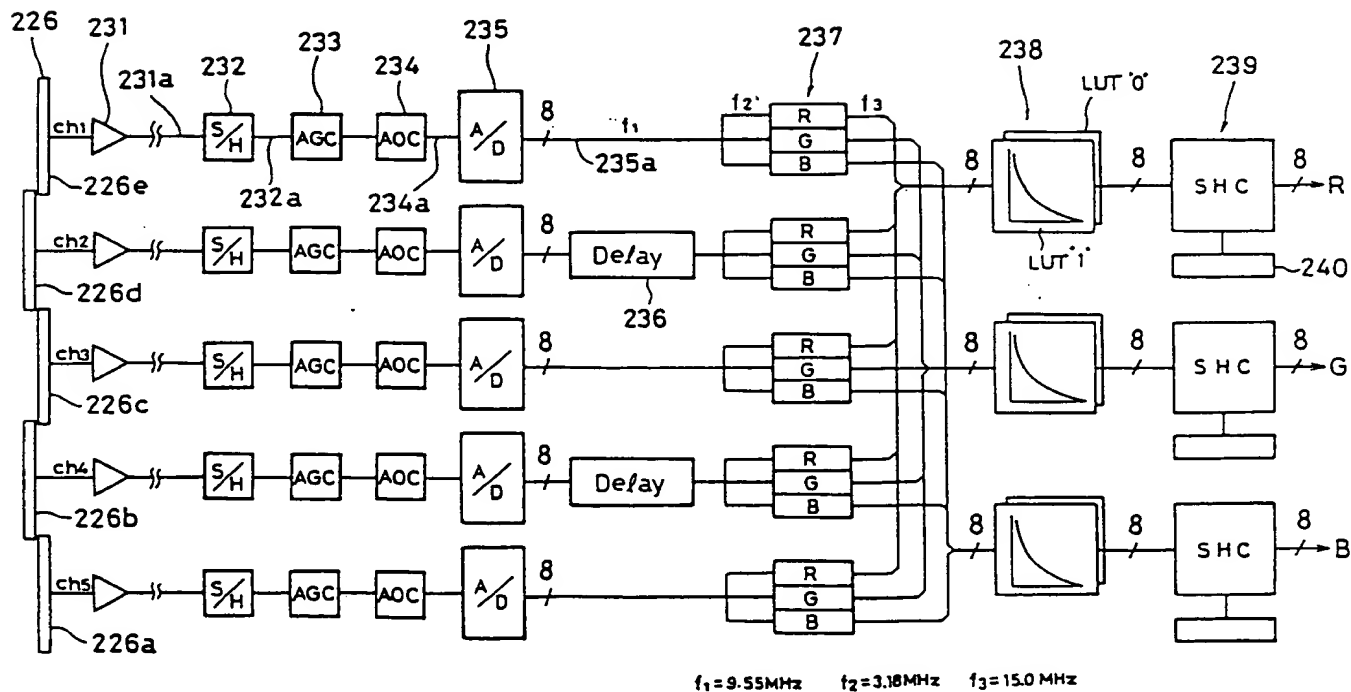 226 231 231a 232 233 234 235 237 238 LUT "0" 239
ch1 S/H AGC AOC A/D 8 f1 f2' R G B f3 8 8 SHC 8 R
226e 232a 234a 235a
ch2 S/H AGC AOC A/D 8 Delay R G B LUT "1" 240
226d 236
ch3 S/H AGC AOC A/D 8 R G B 8 8 SHC 8 G
226c
ch4 S/H AGC AOC A/D 8 Delay R G B
226b
ch5 S/H AGC AOC A/D 8 R G B 8 8 SHC 8 B
226a
f1 = 9.55MHz f2 = 3.18MHz f3 = 15.0 MHz